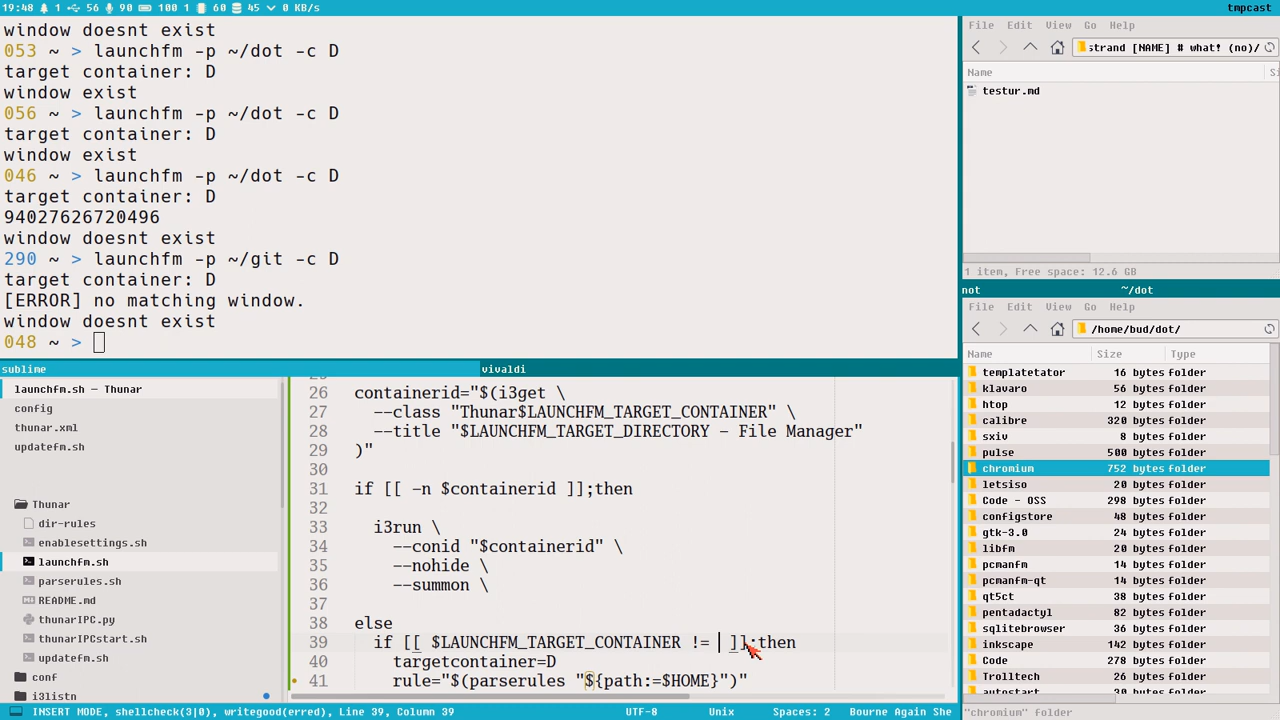 19:48 1 56 90 100 1 60 45 0 KB/s
tmpcast
window doesnt exist
053 ~ > launchfm -p ~/dot -c D
target container: D
window exist
056 ~ > launchfm -p ~/dot -c D
target container: D
window exist
046 ~ > launchfm -p ~/dot -c D
target container: D
94027626720496
window doesnt exist
290 ~ > launchfm -p ~/git -c D
target container: D
[ERROR] no matching window.
window doesnt exist
048 ~ >
File Edit View Go Help
strand [NAME] # what! (no)/
Name
testur.md
1 item, Free space: 12.6 GB
not ~/dot
File Edit View Go Help
/home/bud/dot/
Name Size Type
templatetator 16 bytes folder
klavaro 56 bytes folder
htop 12 bytes folder
calibre 320 bytes folder
sxiv 8 bytes folder
pulse 500 bytes folder
chromium 752 bytes folder
letsiso 20 bytes folder
Code - OSS 298 bytes folder
configstore 48 bytes folder
gtk-3.0 24 bytes folder
libfm 20 bytes folder
pcmanfm 14 bytes folder
pcmanfm-qt 14 bytes folder
qt5ct 38 bytes folder
pentadactyl 82 bytes folder
sqlitebrowser 34 bytes folder
inkscape 142 bytes folder
Trolltech 28 bytes folder
Code 278 bytes folder
autostart
"chromium" folder
sublime
vivaldi
launchfm.sh — Thunar
config
thunar.xml
updatefm.sh
Thunar
dir-rules
enablesettings.sh
launchfm.sh
parserules.sh
README.md
thunarIPC.py
thunarIPCstart.sh
updatefm.sh
conf
i3listn
26 containerid="$(i3get \
27 --class "Thunar$LAUNCHFM_TARGET_CONTAINER" \
28 --title "$LAUNCHFM_TARGET_DIRECTORY - File Manager"
29 )"
30
31 if [[ -n $containerid ]];then
32
33 i3run \
34 --conid "$containerid" \
35 --nohide \
36 --summon \
37
38 else
39 if [[ $LAUNCHFM_TARGET_CONTAINER != ]];then
40 targetcontainer=D
41 rule="$(parserules "${path:=$HOME}")"
INSERT MODE, shellcheck(3|0), writegood(erred), Line 39, Column 39
UTF-8 Unix Spaces: 2 Bourne Again She